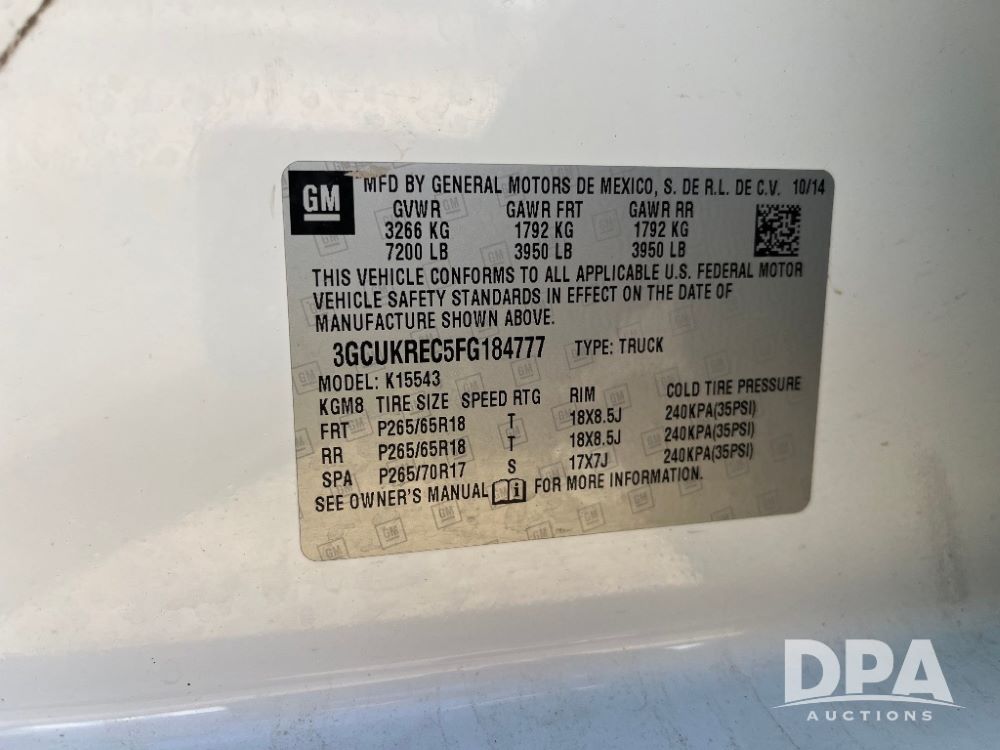 GM MFD BY GENERAL MOTORS DE MEXICO, S. DE R.L. DE C.V. 10/14
GVWR GAWR FRT GAWR RR
3266 KG 1792 KG 1792 KG
7200 LB 3950 LB 3950 LB
THIS VEHICLE CONFORMS TO ALL APPLICABLE U.S. FEDERAL MOTOR
VEHICLE SAFETY STANDARDS IN EFFECT ON THE DATE OF
MANUFACTURE SHOWN ABOVE.
3GCUKREC5FG184777 TYPE: TRUCK
MODEL: K15543
KGM8 TIRE SIZE SPEED RTG RIM COLD TIRE PRESSURE
FRT P265/65R18 T 18X8.5J 240KPA(35PSI)
RR P265/65R18 T 18X8.5J 240KPA(35PSI)
SPA P265/70R17 S 17X7J 240KPA(35PSI)
SEE OWNER'S MANUAL i FOR MORE INFORMATION.
DPA
AUCTIONS